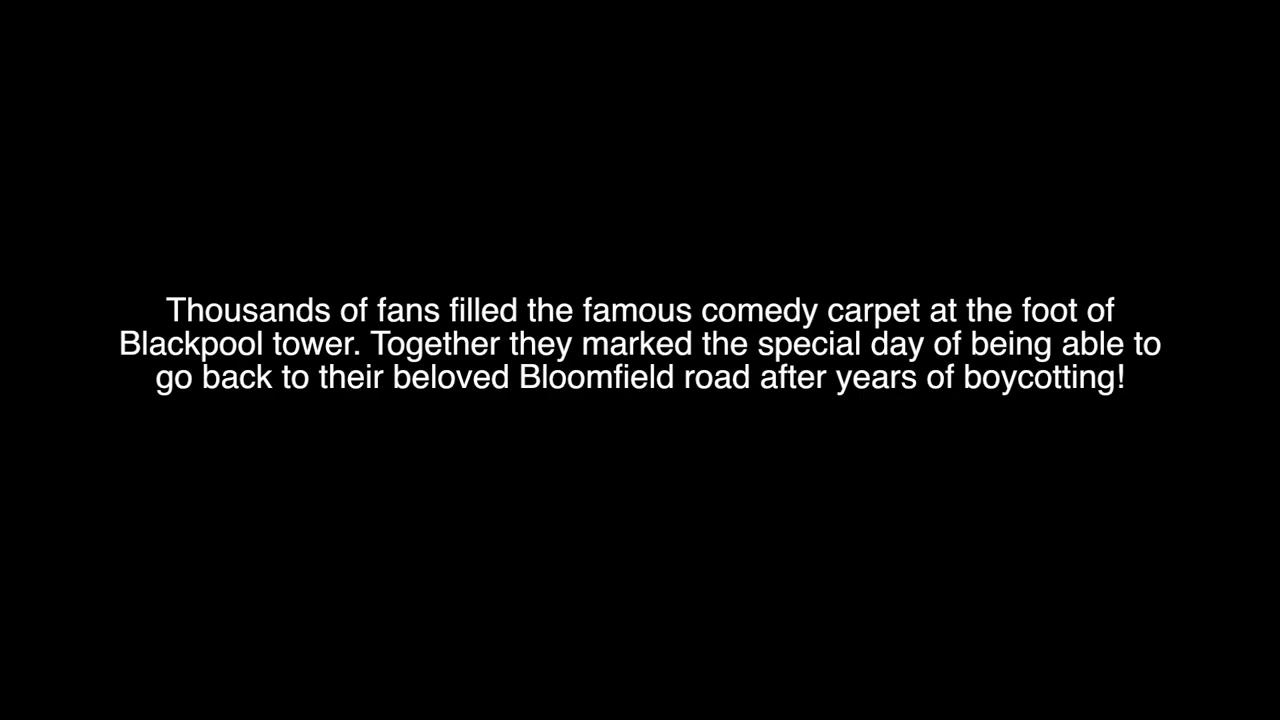 Thousands of fans filled the famous comedy carpet at the foot of
Blackpool tower. Together they marked the special day of being able to
go back to their beloved Bloomfield road after years of boycotting!